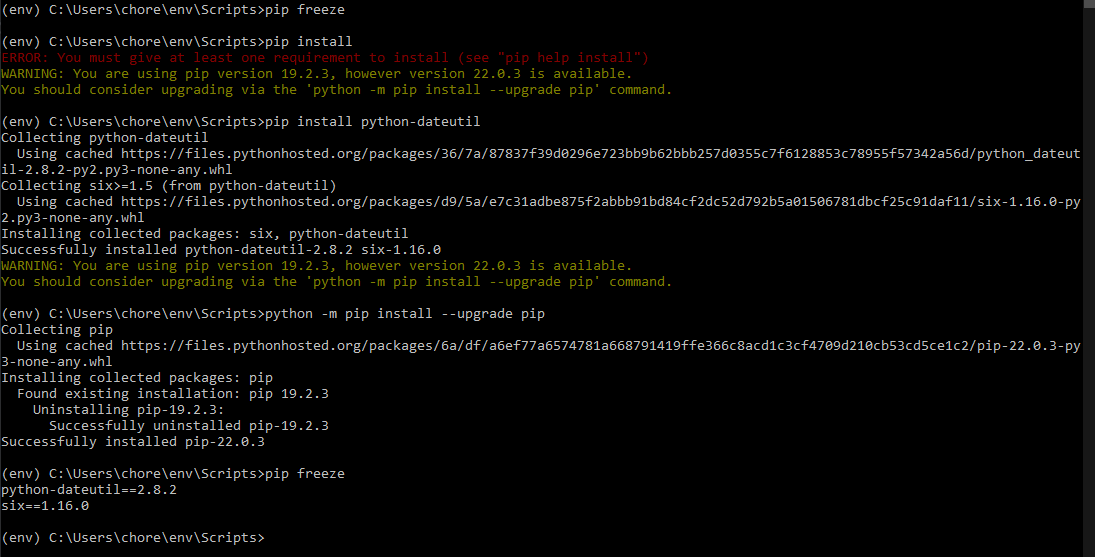 (env) C:\Users\chore\env\Scripts>pip freeze
(env) C:\Users\chore\env\Scripts>pip install
ERROR: You must give at least one requirement to install (see "pip help install")
WARNING: You are using pip version 19.2.3, however version 22.0.3 is available.
You should consider upgrading via the 'python -m pip install --upgrade pip' command.
(env) C:\Users\chore\env\Scripts>pip install python-dateutil
Collecting python-dateutil
  Using cached https://files.pythonhosted.org/packages/36/7a/87837f39d0296e723bb9b62bbb257d0355c7f6128853c78955f57342a56d/python_dateut
il-2.8.2-py2.py3-none-any.whl
Collecting six>=1.5 (from python-dateutil)
  Using cached https://files.pythonhosted.org/packages/d9/5a/e7c31adbe875f2abbb91bd84cf2dc52d792b5a01506781dbcf25c91daf11/six-1.16.0-py
2.py3-none-any.whl
Installing collected packages: six, python-dateutil
Successfully installed python-dateutil-2.8.2 six-1.16.0
WARNING: You are using pip version 19.2.3, however version 22.0.3 is available.
You should consider upgrading via the 'python -m pip install --upgrade pip' command.
(env) C:\Users\chore\env\Scripts>python -m pip install --upgrade pip
Collecting pip
  Using cached https://files.pythonhosted.org/packages/6a/df/a6ef77a6574781a668791419ffe366c8acd1c3cf4709d210cb53cd5ce1c2/pip-22.0.3-py
3-none-any.whl
Installing collected packages: pip
  Found existing installation: pip 19.2.3
    Uninstalling pip-19.2.3:
      Successfully uninstalled pip-19.2.3
Successfully installed pip-22.0.3
(env) C:\Users\chore\env\Scripts>pip freeze
python-dateutil==2.8.2
six==1.16.0
(env) C:\Users\chore\env\Scripts>